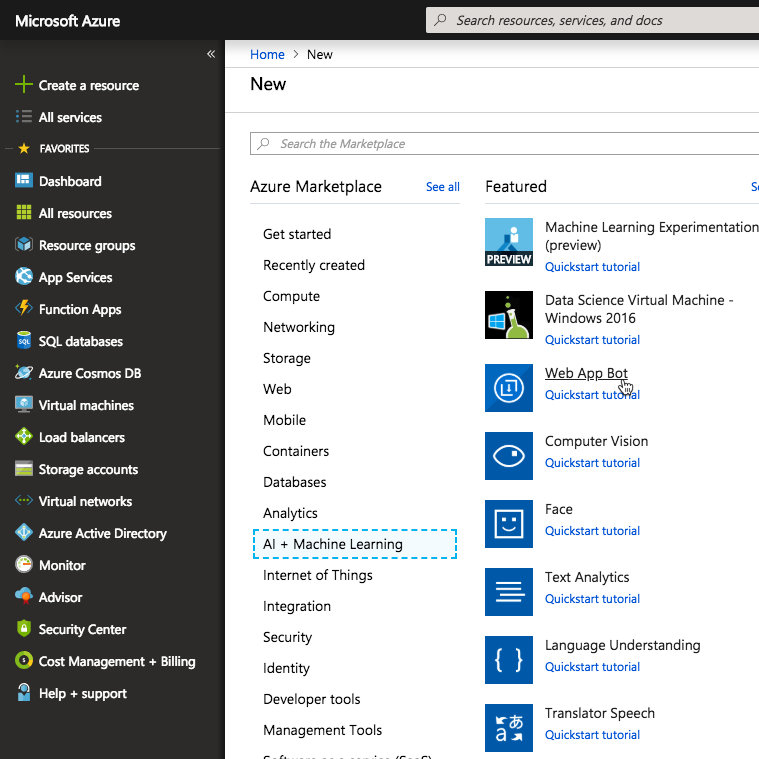 Microsoft Azure
Search resources, services, and docs
«
Create a resource
All services
FAVORITES
Dashboard
All resources
Resource groups
App Services
Function Apps
SQL databases
Azure Cosmos DB
Virtual machines
Load balancers
Storage accounts
Virtual networks
Azure Active Directory
Monitor
Advisor
Security Center
Cost Management + Billing
Help + support
Home > New
New
Search the Marketplace
Azure Marketplace
See all
Get started
Recently created
Compute
Networking
Storage
Web
Mobile
Containers
Databases
Analytics
AI + Machine Learning
Internet of Things
Integration
Security
Identity
Developer tools
Management Tools
Featured
PREVIEW
Machine Learning Experimentation
(preview)
Quickstart tutorial
Data Science Virtual Machine -
Windows 2016
Quickstart tutorial
Web App Bot
Quickstart tutorial
Computer Vision
Quickstart tutorial
Face
Quickstart tutorial
Text Analytics
Quickstart tutorial
Language Understanding
Quickstart tutorial
Translator Speech
Quickstart tutorial